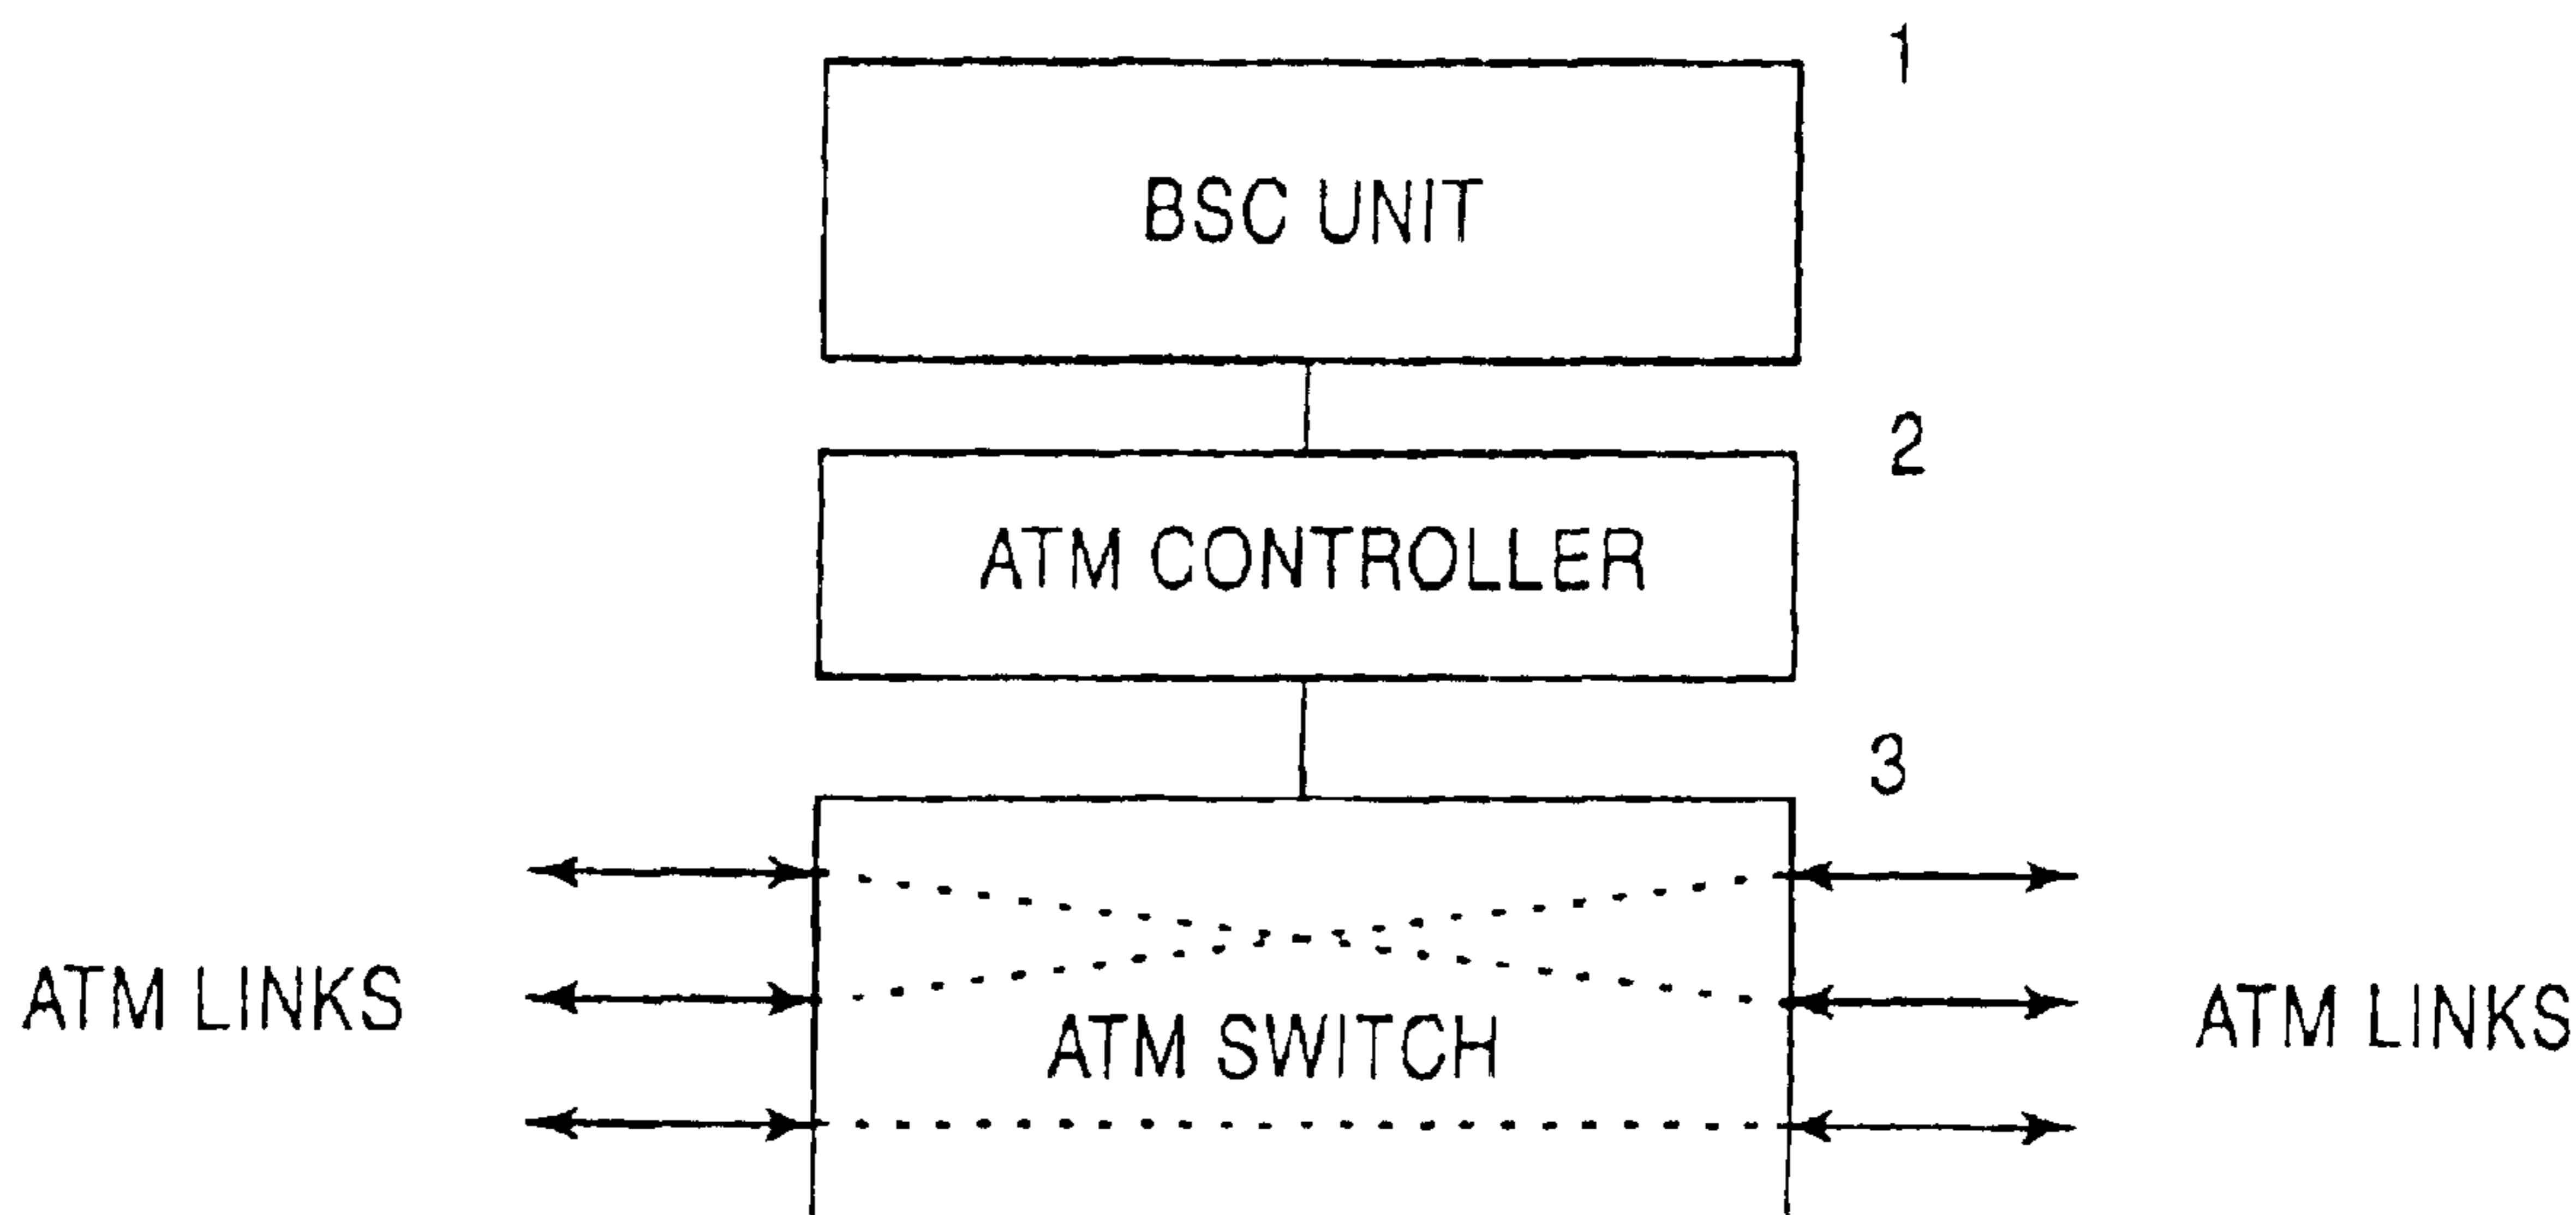 1
BSC UNIT
2
ATM CONTROLLER
3
ATM LINKS
ATM SWITCH
ATM LINKS